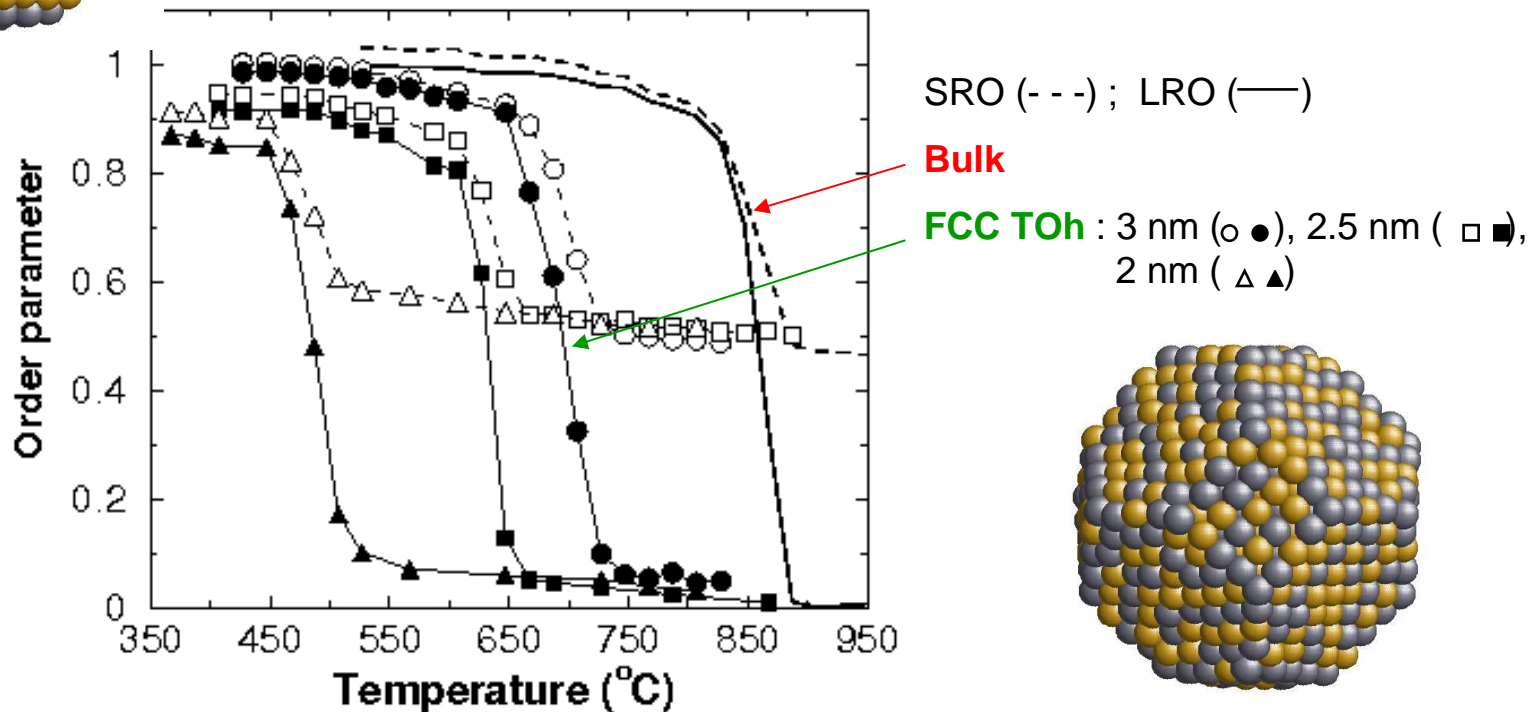 SRO (- - -) ; LRO (——)
Bulk
FCC TOh : 3 nm (○ ●), 2.5 nm ( □ ■),
2 nm ( △ ▲)
Order parameter
1
0.8
0.6
0.4
0.2
0
350 450 550 650 750 850 950
Temperature (°C)